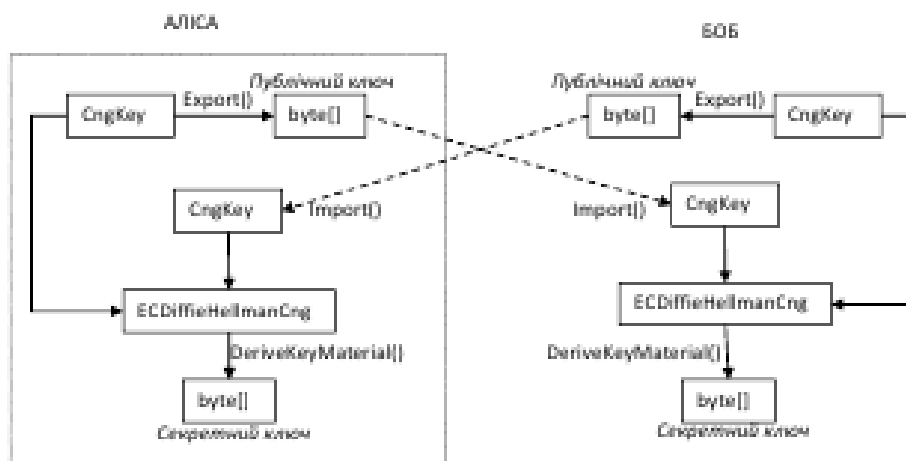 АЛІСА
БОБ
Публічний ключ
Публічний ключ
CngKey
Export()
byte[]
byte[]
Export()
CngKey
CngKey
Import()
Import()
CngKey
ECDiffieHellmanCng
ECDiffieHellmanCng
DeriveKeyMaterial()
DeriveKeyMaterial()
byte[]
byte[]
Секретний ключ
Секретний ключ